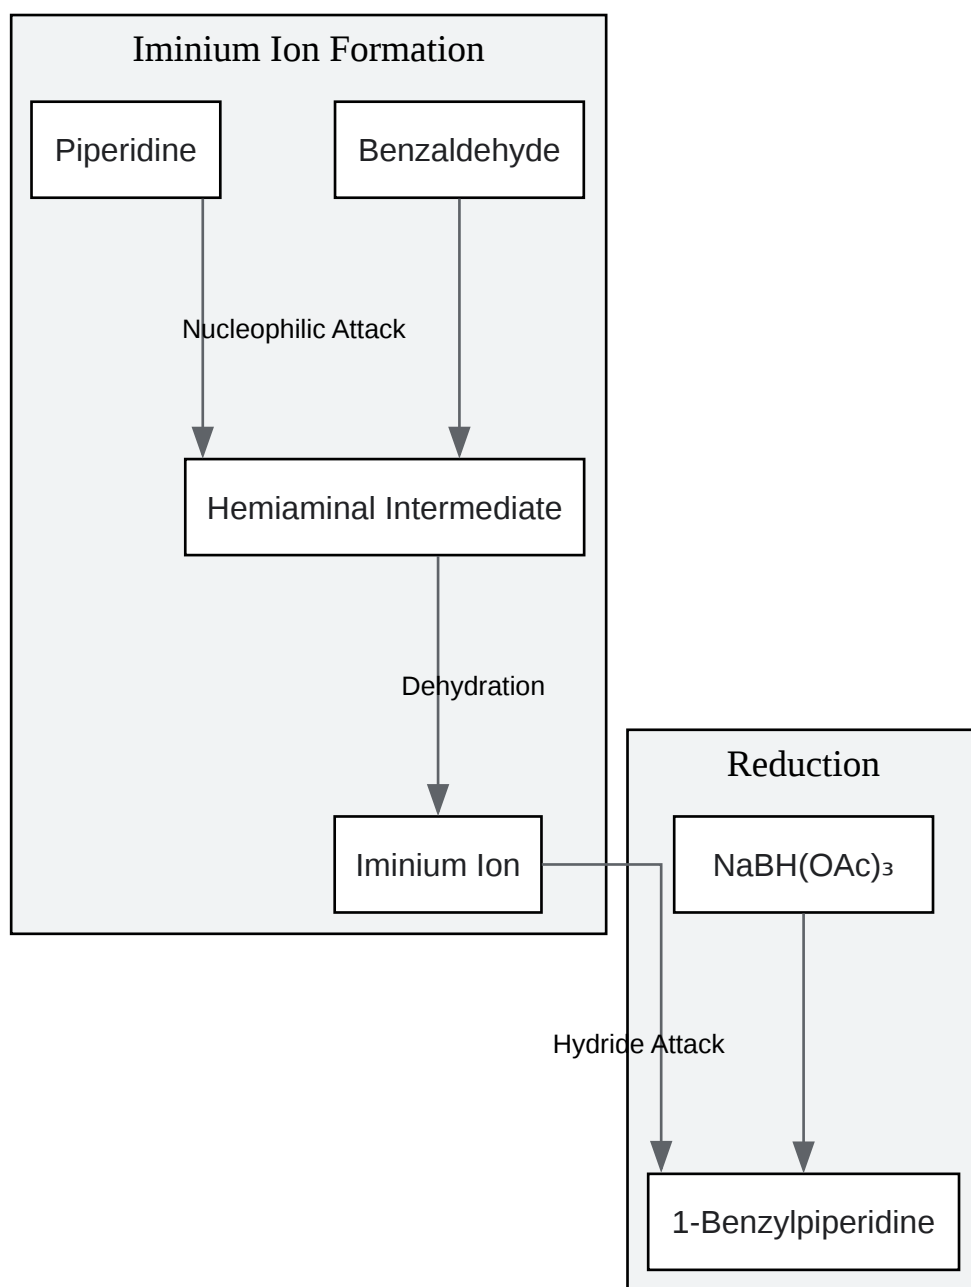 Iminium Ion Formation
Piperidine
Benzaldehyde
Nucleophilic Attack
Hemiaminal Intermediate
Dehydration
Reduction
Iminium Ion
NaBH(OAc)₃
Hydride Attack
1-Benzylpiperidine